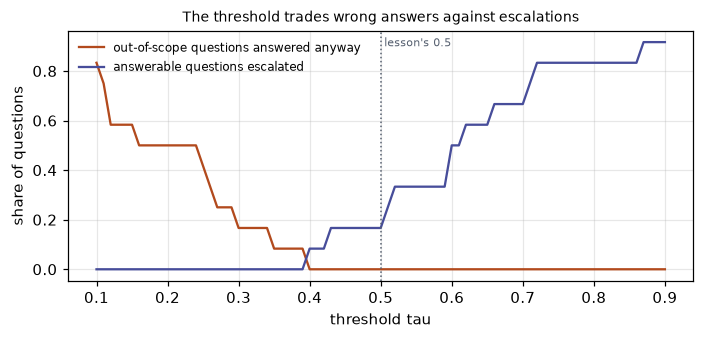 The threshold trades wrong answers against escalations
out-of-scope questions answered anyway
answerable questions escalated
lesson's 0.5
share of questions
0.8
0.6
0.4
0.2
0.0
0.1 0.2 0.3 0.4 0.5 0.6 0.7 0.8 0.9
threshold tau